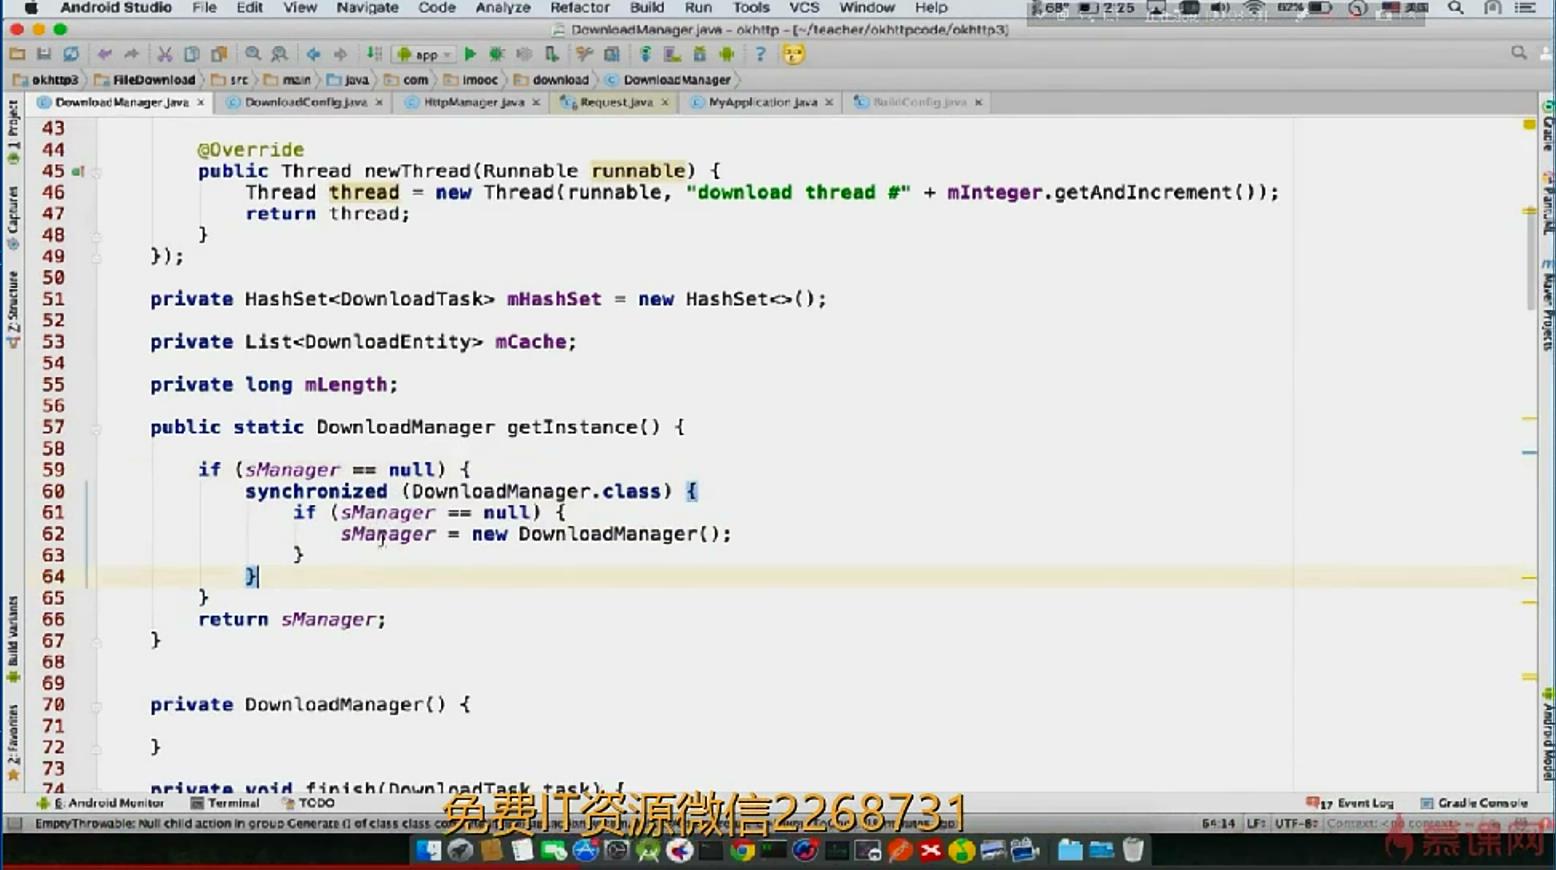 Android Studio File Edit View Navigate Code Analyze Refactor Build Run Tools VCS Window Help
DownloadManager.java - okhttp - [~/teacher/okhttpcode/okhttp3]
app
okhttp3 FileDownload src main java com imooc download DownloadManager
DownloadManager.java DownloadConfig.java HttpManager.java Request.java MyApplication.java BuildConfig.java
43
44 @Override
45 public Thread newThread(Runnable runnable) {
46 Thread thread = new Thread(runnable, "download thread #" + mInteger.getAndIncrement());
47 return thread;
48 }
49 });
50
51 private HashSet<DownloadTask> mHashSet = new HashSet<>();
52
53 private List<DownloadEntity> mCache;
54
55 private long mLength;
56
57 public static DownloadManager getInstance() {
58
59 if (sManager == null) {
60 synchronized (DownloadManager.class) {
61 if (sManager == null) {
62 sManager = new DownloadManager();
63 }
64 }
65 }
66 return sManager;
67 }
68
69
70 private DownloadManager() {
71
72 }
73
74 private void finish(DownloadTask task) {
1: Project
Captures
7: Structure
Build Variants
2: Favorites
Gradle
PlantUML
Maven Projects
Android Model
6: Android Monitor Terminal TODO
17 Event Log Gradle Console
EmptyThrowable: Null child action in group Generate () of class class
64:14 LF: UTF-8: Context: <no context>
免费IT资源微信2268731
慕课网